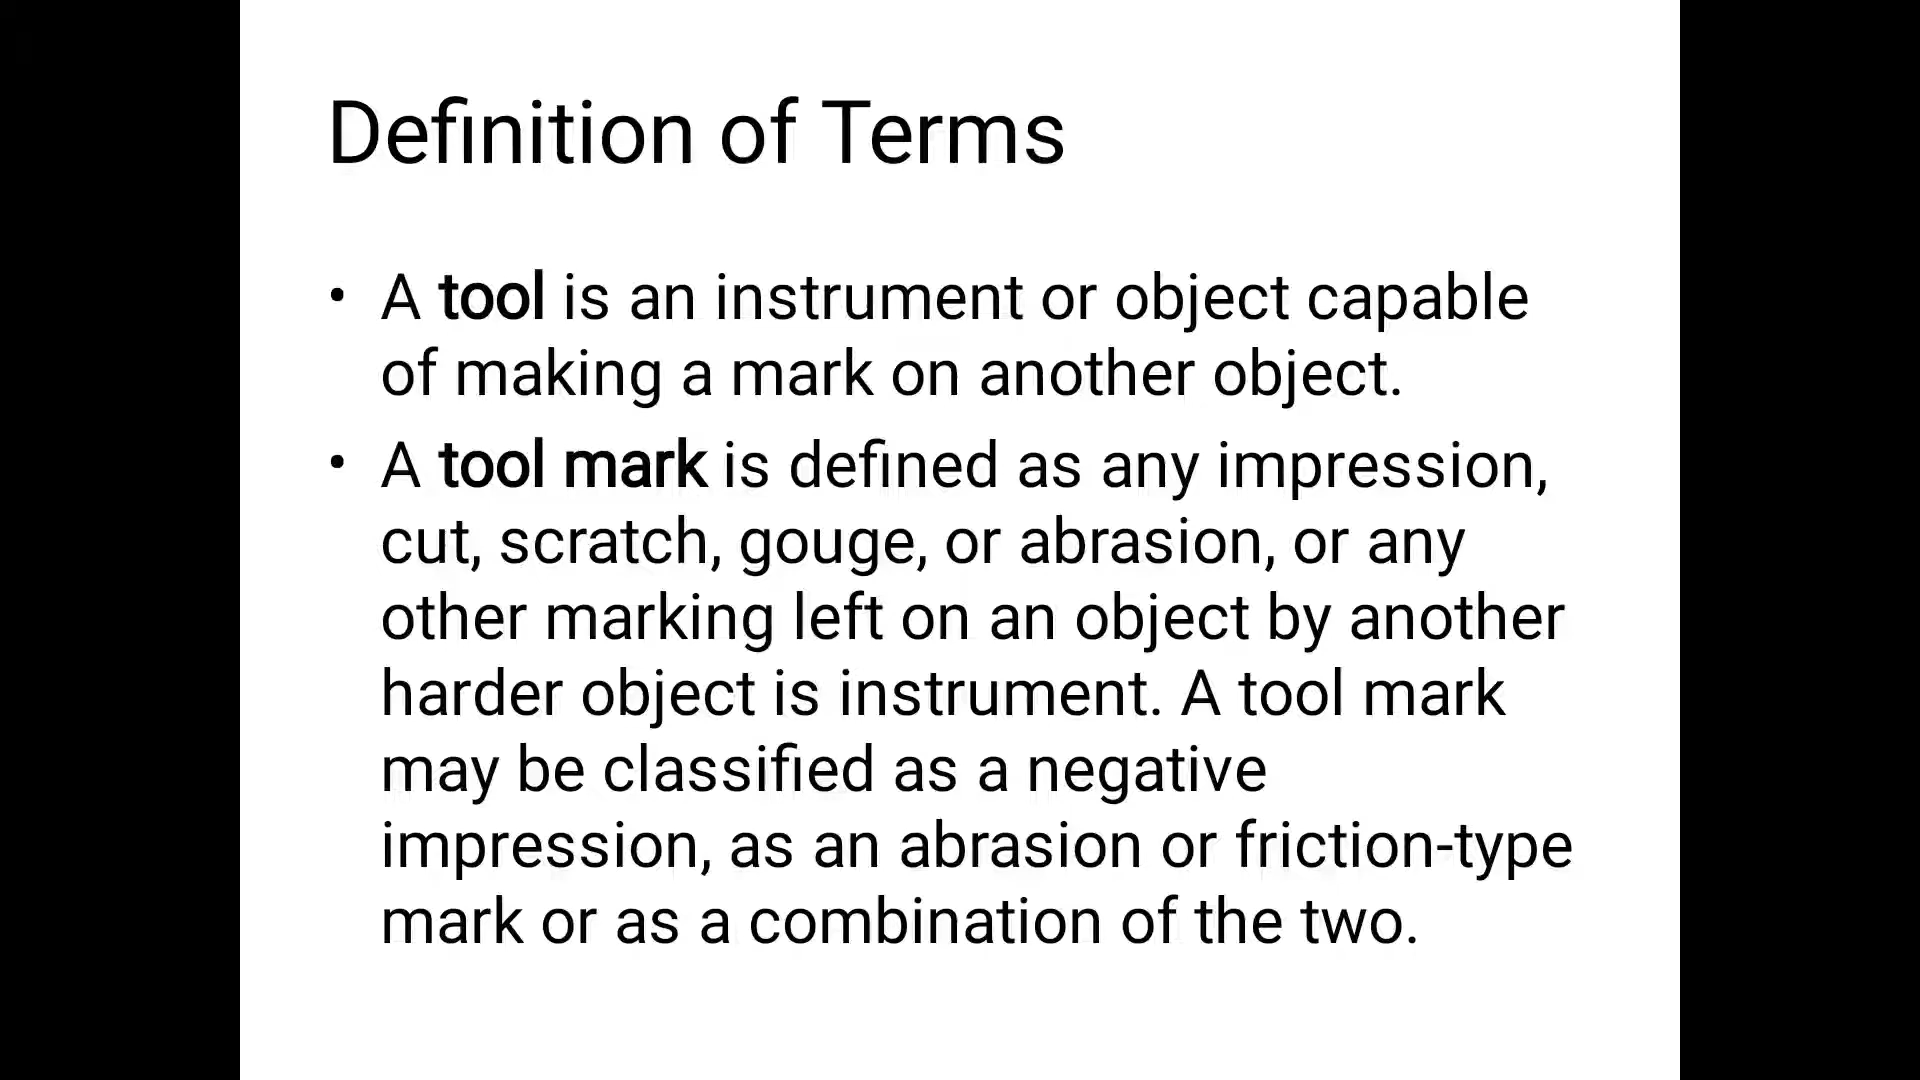 Definition of Terms
• A tool is an instrument or object capable
of making a mark on another object.
• A tool mark is defined as any impression,
cut, scratch, gouge, or abrasion, or any
other marking left on an object by another
harder object is instrument. A tool mark
may be classified as a negative
impression, as an abrasion or friction-type
mark or as a combination of the two.